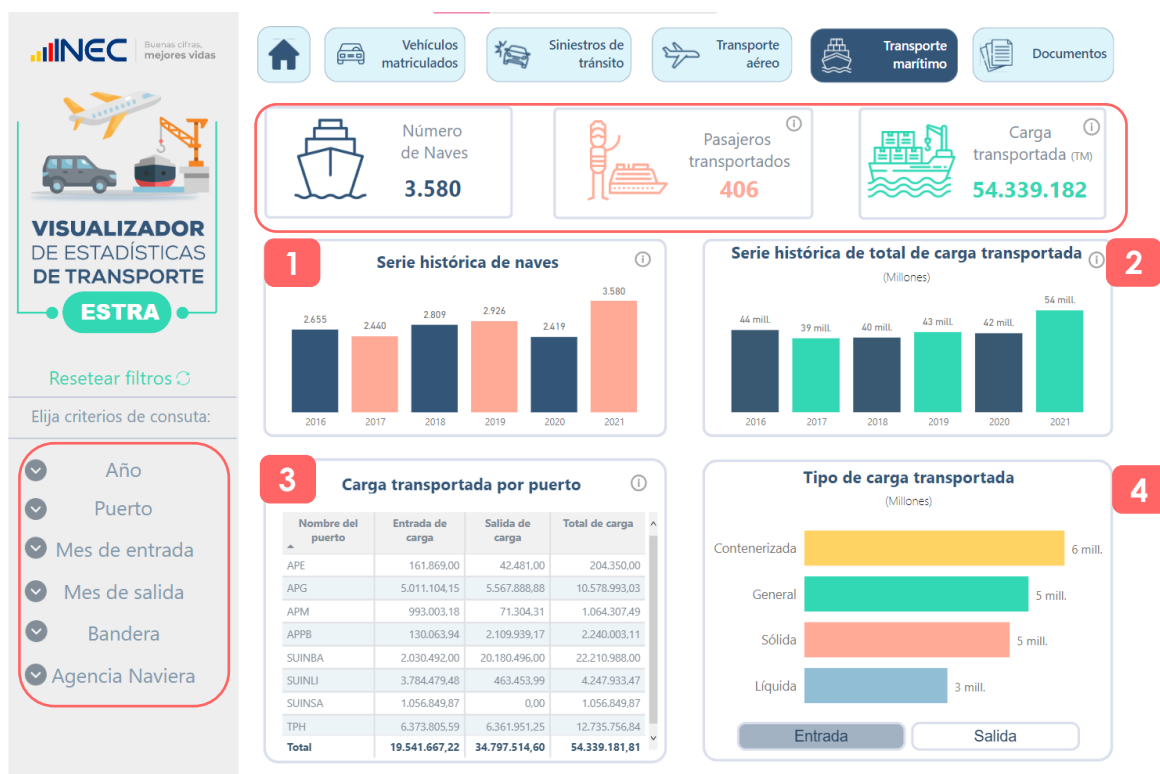 INEC
Buenas cifras,
mejores vidas
VISUALIZADOR
DE ESTADÍSTICAS
DE TRANSPORTE
ESTRA
Resetear filtros
Elija criterios de consuta:
Año
Puerto
Mes de entrada
Mes de salida
Bandera
Agencia Naviera
Vehículos
matriculados
Siniestros de
tránsito
Transporte
aéreo
Transporte
marítimo
Documentos
Número
de Naves
3.580
Pasajeros
transportados
406
Carga
transportada (TM)
54.339.182
1
Serie histórica de naves
2.655
2.440
2.809
2.926
2.419
3.580
2016 2017 2018 2019 2020 2021
2
Serie histórica de total de carga transportada
(Millones)
44 mill.
39 mill.
40 mill.
43 mill.
42 mill.
54 mill.
2016 2017 2018 2019 2020 2021
3
Carga transportada por puerto
Nombre del puerto Entrada de carga Salida de carga Total de carga
APE 161.869,00 42.481,00 204.350,00
APG 5.011.104,15 5.567.888,88 10.578.993,03
APM 993.003,18 71.304,31 1.064.307,49
APPB 130.063,94 2.109.939,17 2.240.003,11
SUINBA 2.030.492,00 20.180.496,00 22.210.988,00
SUINLI 3.784.479,48 463.453,99 4.247.933,47
SUINSA 1.056.849,87 0,00 1.056.849,87
TPH 6.373.805,59 6.361.951,25 12.735.756,84
Total 19.541.667,22 34.797.514,60 54.339.181,81
4
Tipo de carga transportada
(Millones)
Contenerizada 6 mill.
General 5 mill.
Sólida 5 mill.
Líquida 3 mill.
Entrada Salida